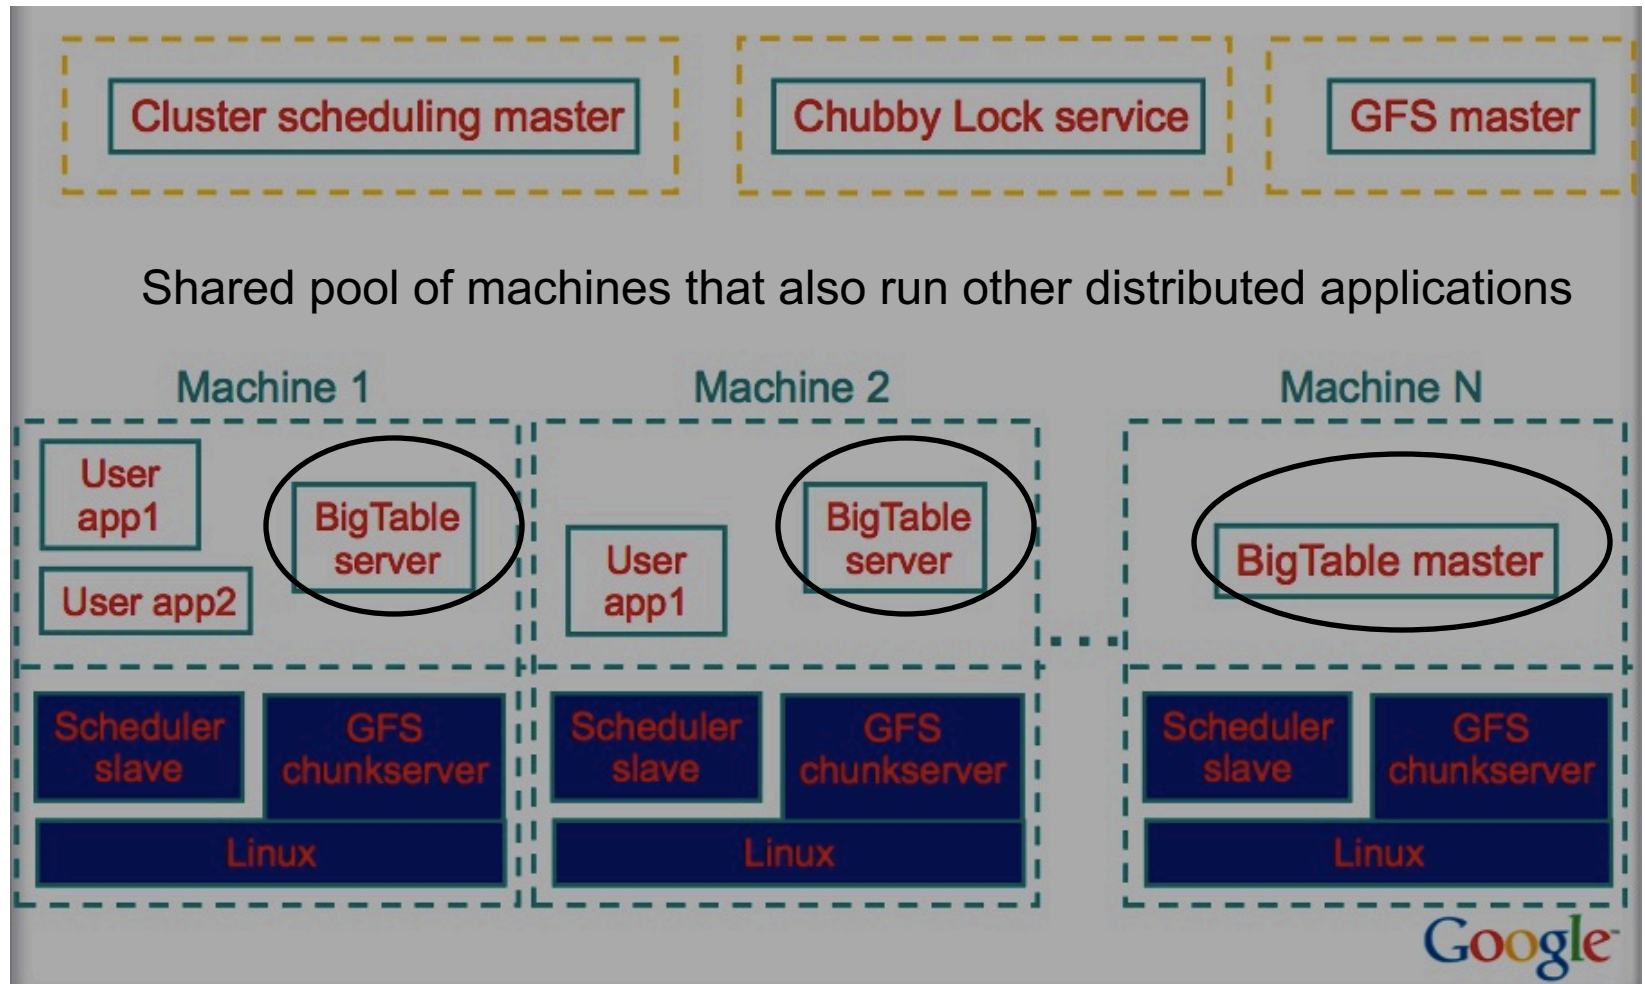 Cluster scheduling master
Chubby Lock service
GFS master
Shared pool of machines that also run other distributed applications
Machine 1
Machine 2
Machine N
User
app1
BigTable
server
User app2
User
app1
BigTable
server
...
BigTable master
Scheduler
slave
GFS
chunkserver
Linux
Scheduler
slave
GFS
chunkserver
Linux
Scheduler
slave
GFS
chunkserver
Linux
Google™